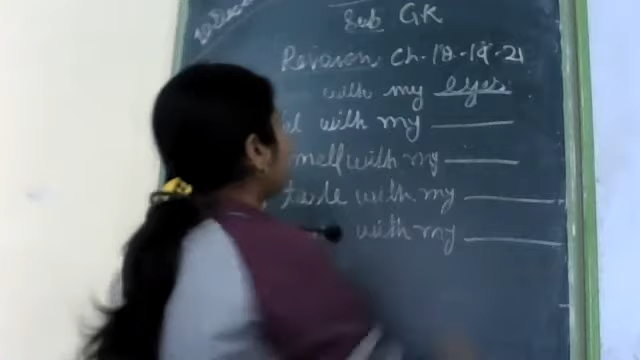 Sub GK
Revision Ch. 18. 19. 21
with my eyes
with my
smell with my
taste with my
with my